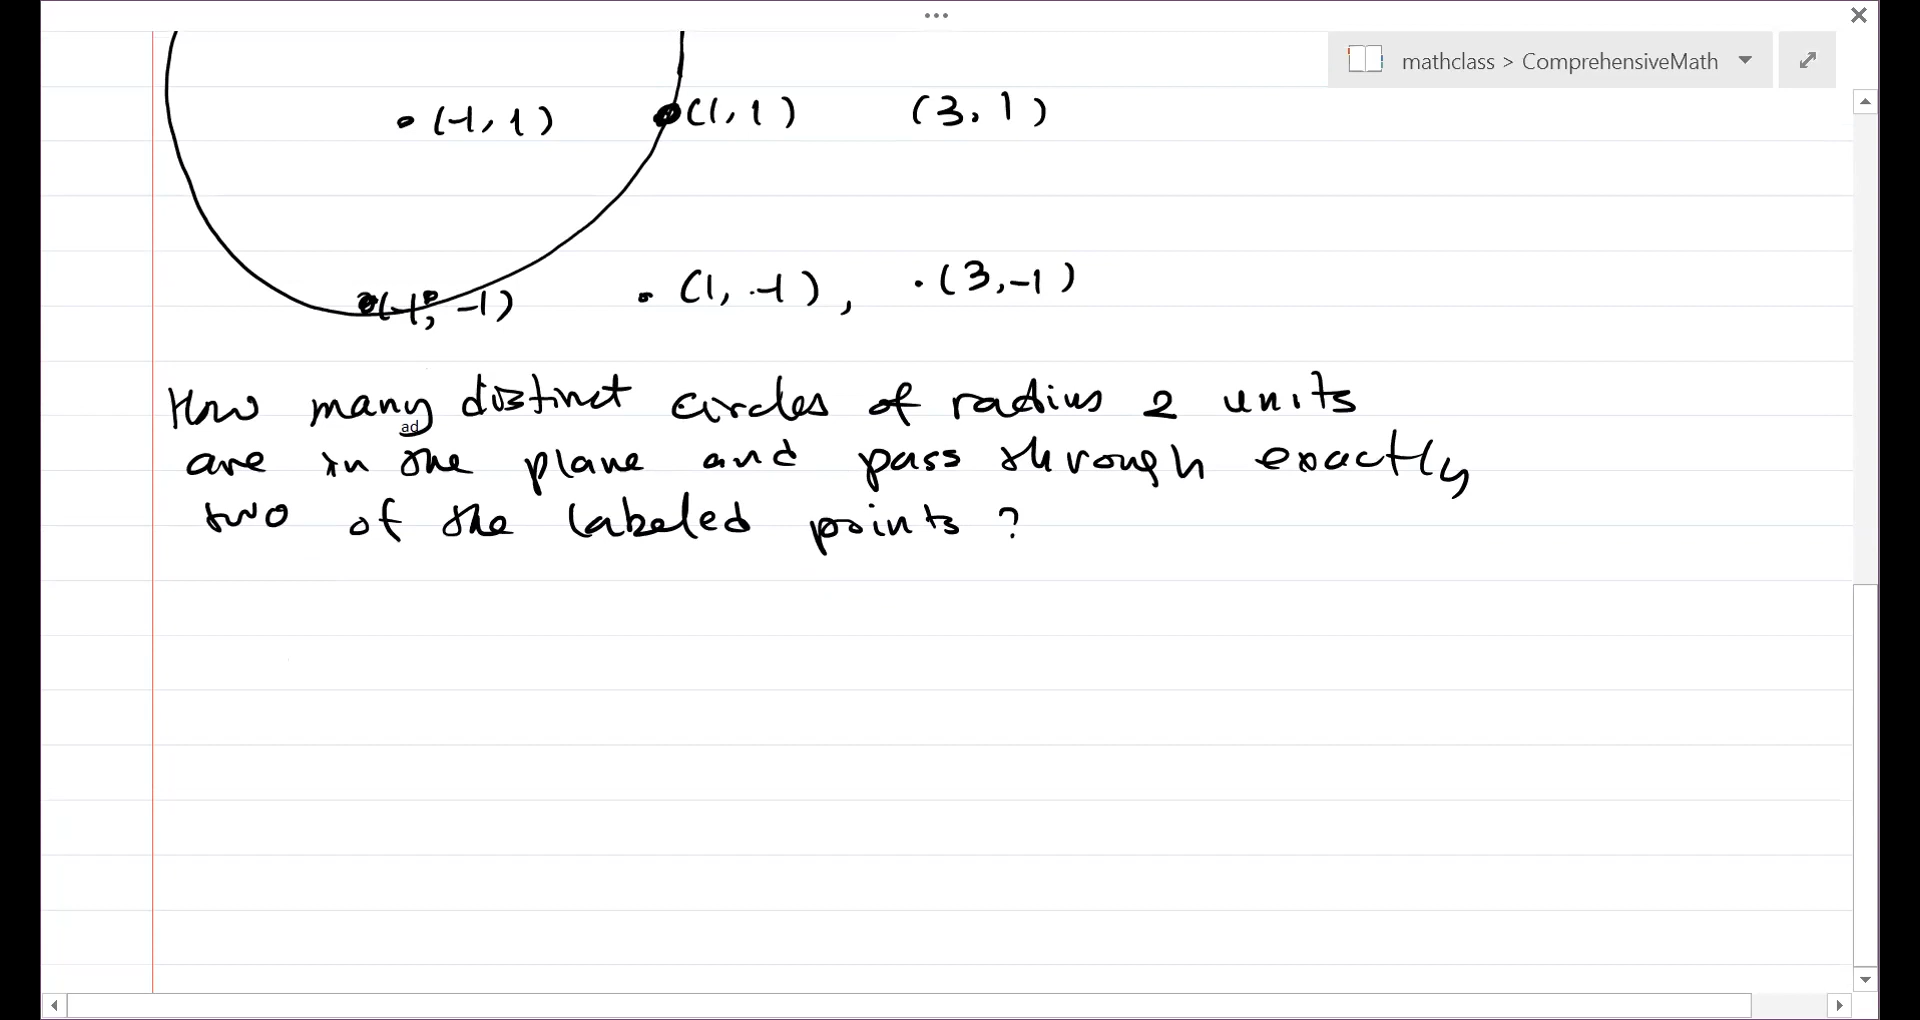 mathclass > ComprehensiveMath
(-1, 1) (1, 1) (3, 1)
(-1, -1) (1, -1), (3, -1)
How many distinct circles of radius 2 units
ad
are in the plane and pass through exactly
two of the labeled points ?